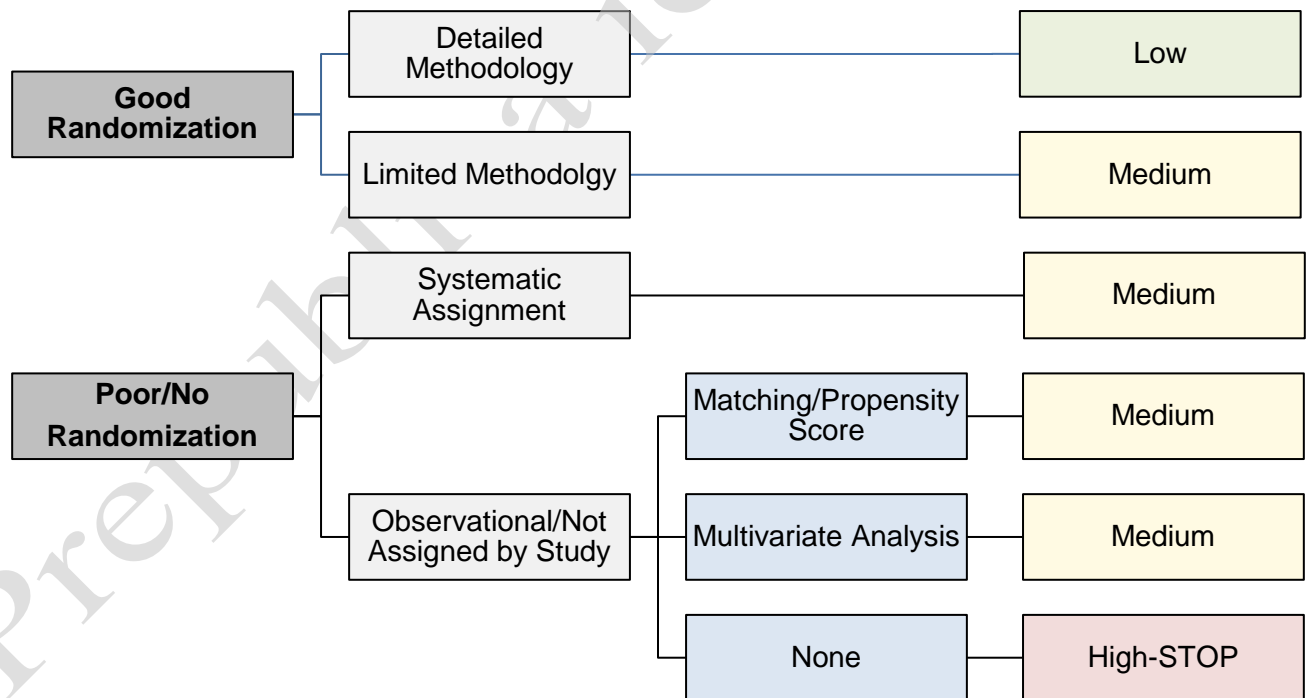 Detailed
Methodology
Low
Good
Randomization
Limited Methodolgy
Medium
Systematic
Assignment
Medium
Poor/No
Randomization
Matching/Propensity
Score
Medium
Observational/Not
Assigned by Study
Multivariate Analysis
Medium
None
High-STOP